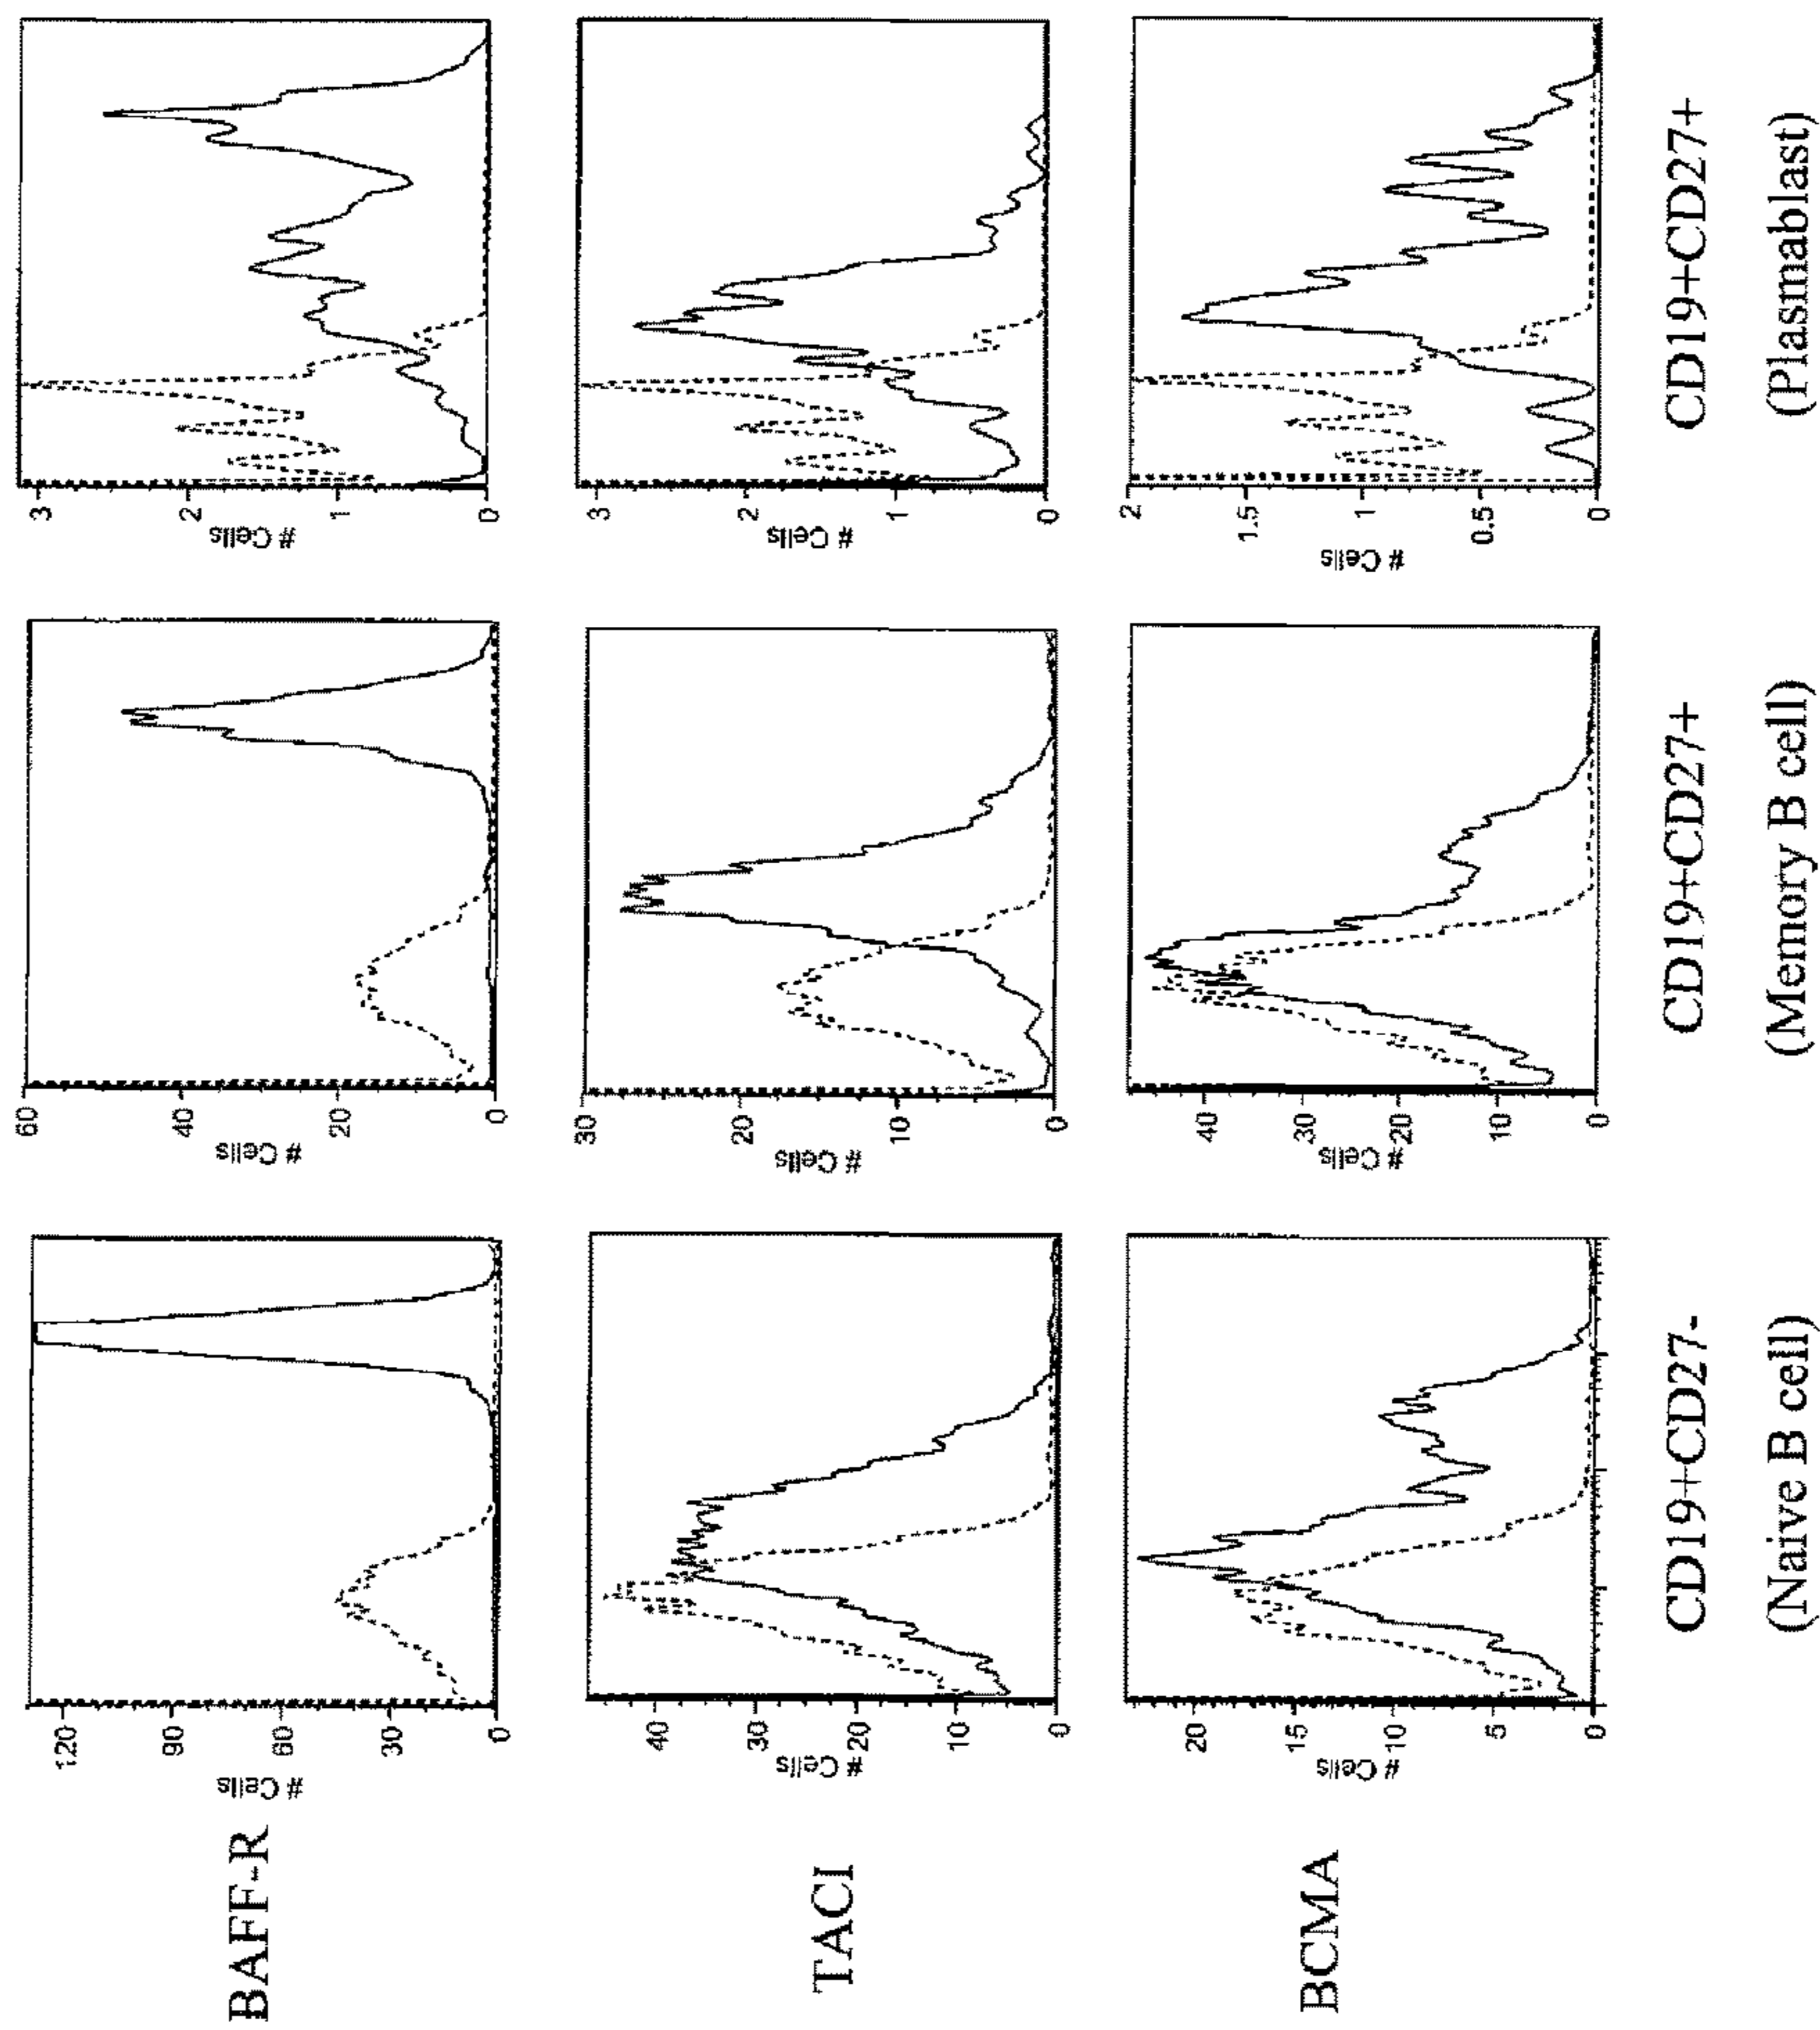 BAFF-R
# Cells
120
90
60
30
0
# Cells
60
40
20
0
# Cells
3
2
1
0
TACI
# Cells
40
30
20
10
0
# Cells
30
20
10
0
# Cells
3
2
1
0
BCMA
# Cells
20
15
10
5
0
# Cells
40
30
20
10
0
# Cells
2
1.5
1
0.5
0
CD19+CD27-
(Naive B cell)
CD19+CD27+
(Memory B cell)
CD19+CD27+
(Plasmablast)